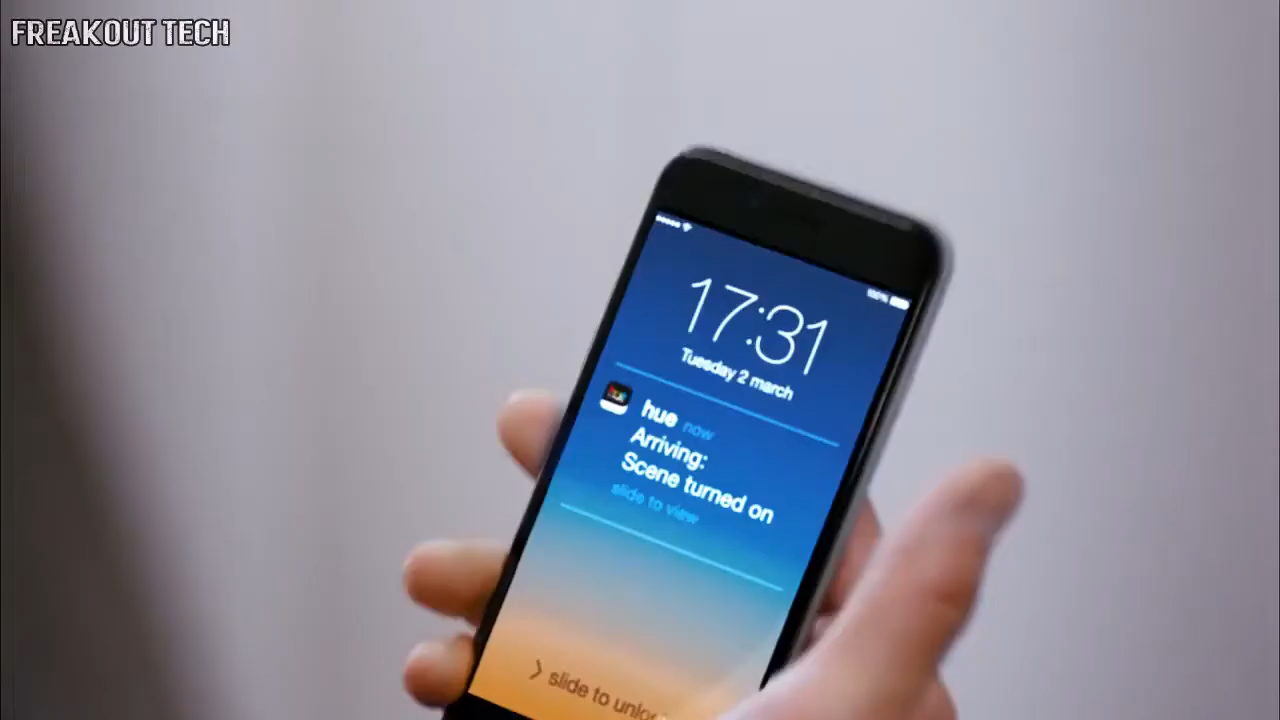 FREAKOUT TECH
100%
17:31
Tuesday 2 march
hue now
Arriving:
Scene turned on
slide to view
> slide to unlo